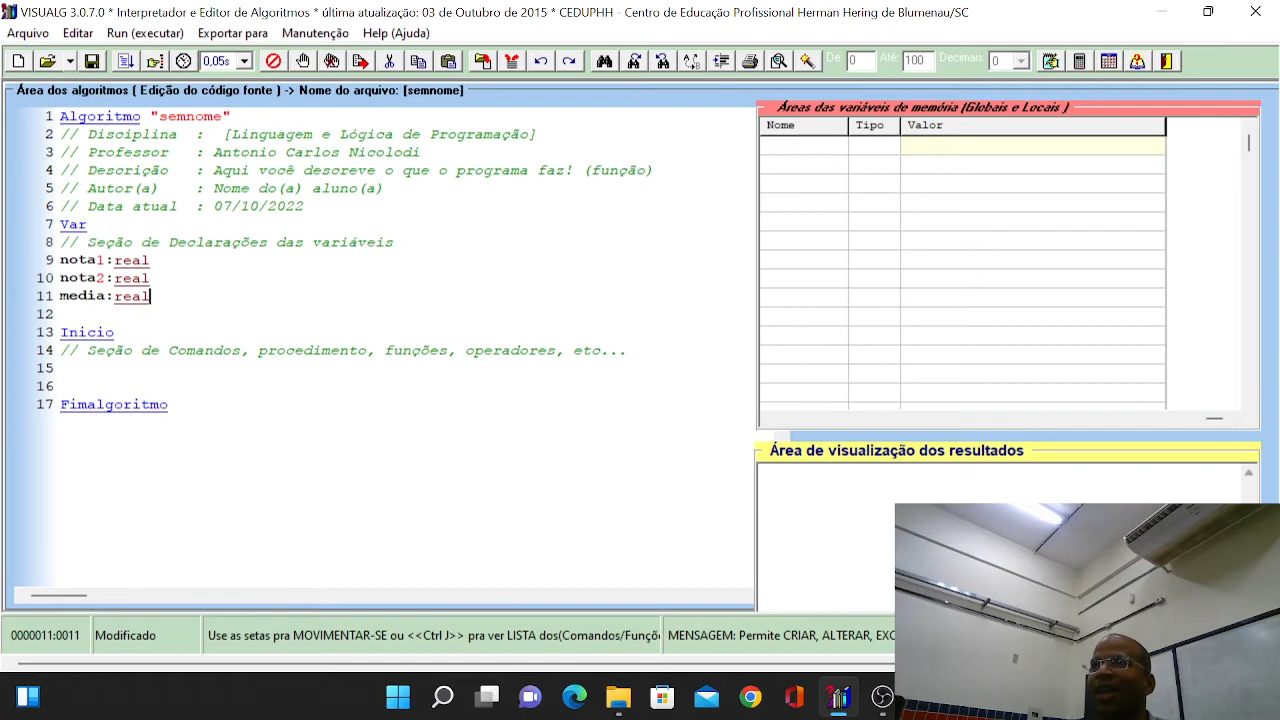 VISUALG 3.0.7.0 * Interpretador e Editor de Algoritmos * última atualização: 03 de Outubro de 2015 * CEDUPHH - Centro de Educação Profissional Herman Hering de Blumenau/SC
Arquivo Editar Run (executar) Exportar para Manutenção Help (Ajuda)
0,05s De: 0 Até: 100 Decimais: 0
Área dos algoritmos ( Edição do código fonte ) -> Nome do arquivo: [semnome]
Áreas das variáveis de memória (Globais e Locais )
Nome Tipo Valor
1 Algoritmo "semnome"
2 // Disciplina : [Linguagem e Lógica de Programação]
3 // Professor : Antonio Carlos Nicolodi
4 // Descrição : Aqui você descreve o que o programa faz! (função)
5 // Autor(a) : Nome do(a) aluno(a)
6 // Data atual : 07/10/2022
7 Var
8 // Seção de Declarações das variáveis
9 nota1:real
10 nota2:real
11 media:real
12
13 Inicio
14 // Seção de Comandos, procedimento, funções, operadores, etc...
15
16
17 Fimalgoritmo
Área de visualização dos resultados
0000011:0011 Modificado Use as setas pra MOVIMENTAR-SE ou <<Ctrl J>> pra ver LISTA dos(Comandos/Funçõe MENSAGEM: Permite CRIAR, ALTERAR, EXC